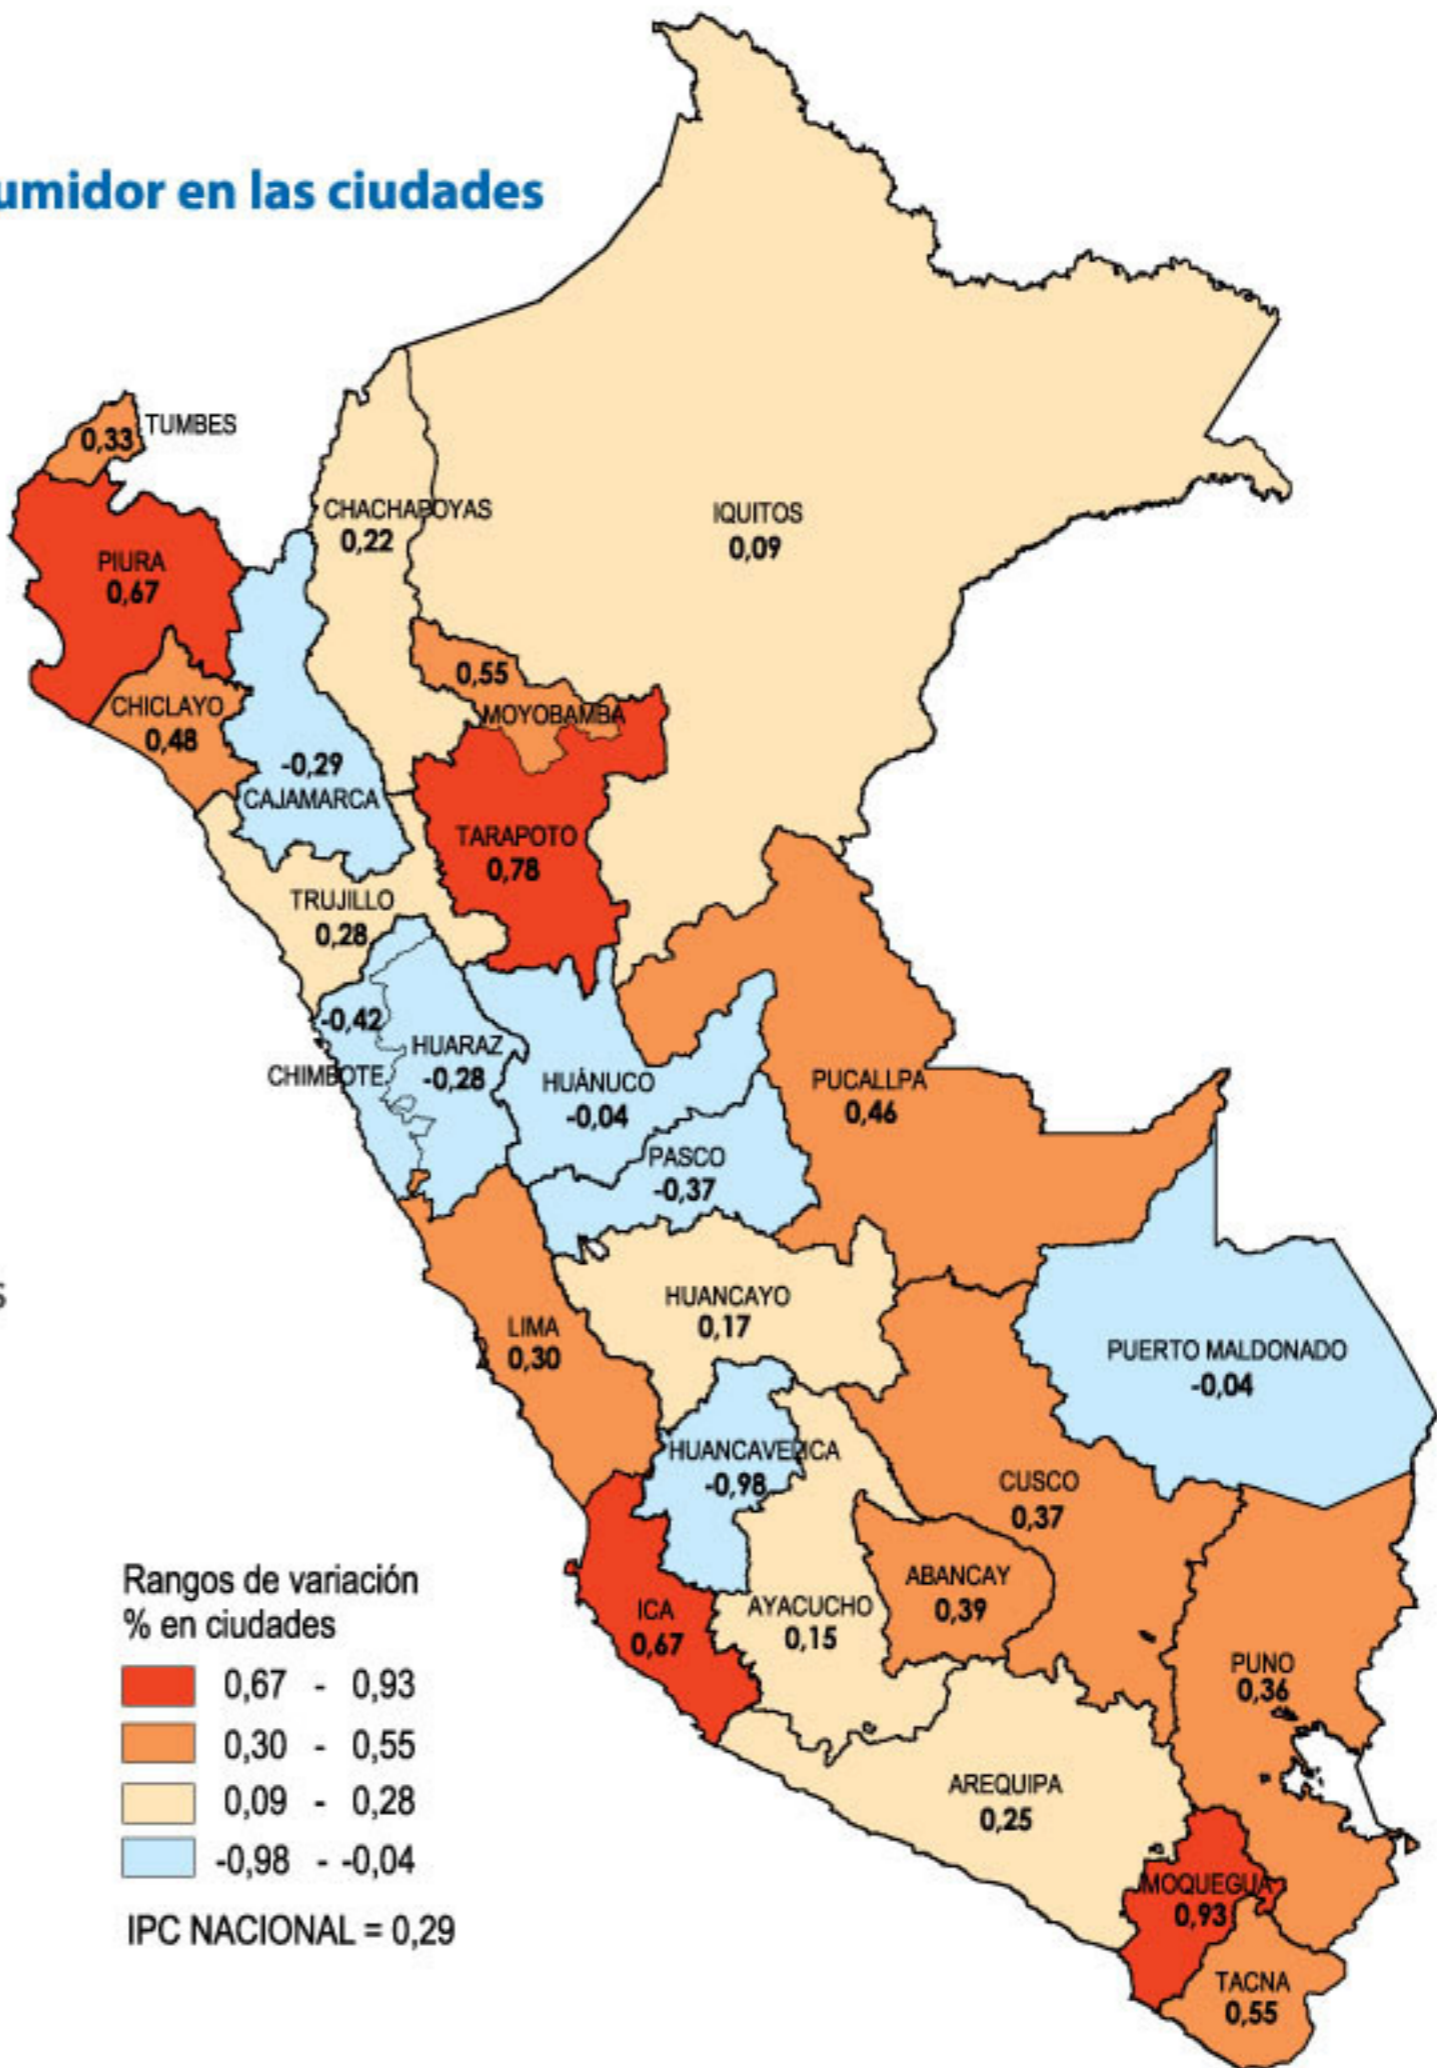 umidor en las ciudades
TUMBES
0,33
CHACHAPOYAS
0,22
IQUITOS
0,09
PIURA
0,67
0,55
MOYOBAMBA
CHICLAYO
0,48
-0,29
CAJAMARCA
TARAPOTO
0,78
TRUJILLO
0,28
-0,42
CHIMBOTE
HUARAZ
-0,28
HUÁNUCO
-0,04
PUCALLPA
0,46
PASCO
-0,37
S
HUANCAYO
0,17
LIMA
0,30
PUERTO MALDONADO
-0,04
HUANCAVELICA
-0,98
CUSCO
0,37
ABANCAY
0,39
AYACUCHO
0,15
ICA
0,67
PUNO
0,36
AREQUIPA
0,25
MOQUEGUA
0,93
TACNA
0,55
Rangos de variación
% en ciudades
0,67 - 0,93
0,30 - 0,55
0,09 - 0,28
-0,98 - -0,04
IPC NACIONAL = 0,29